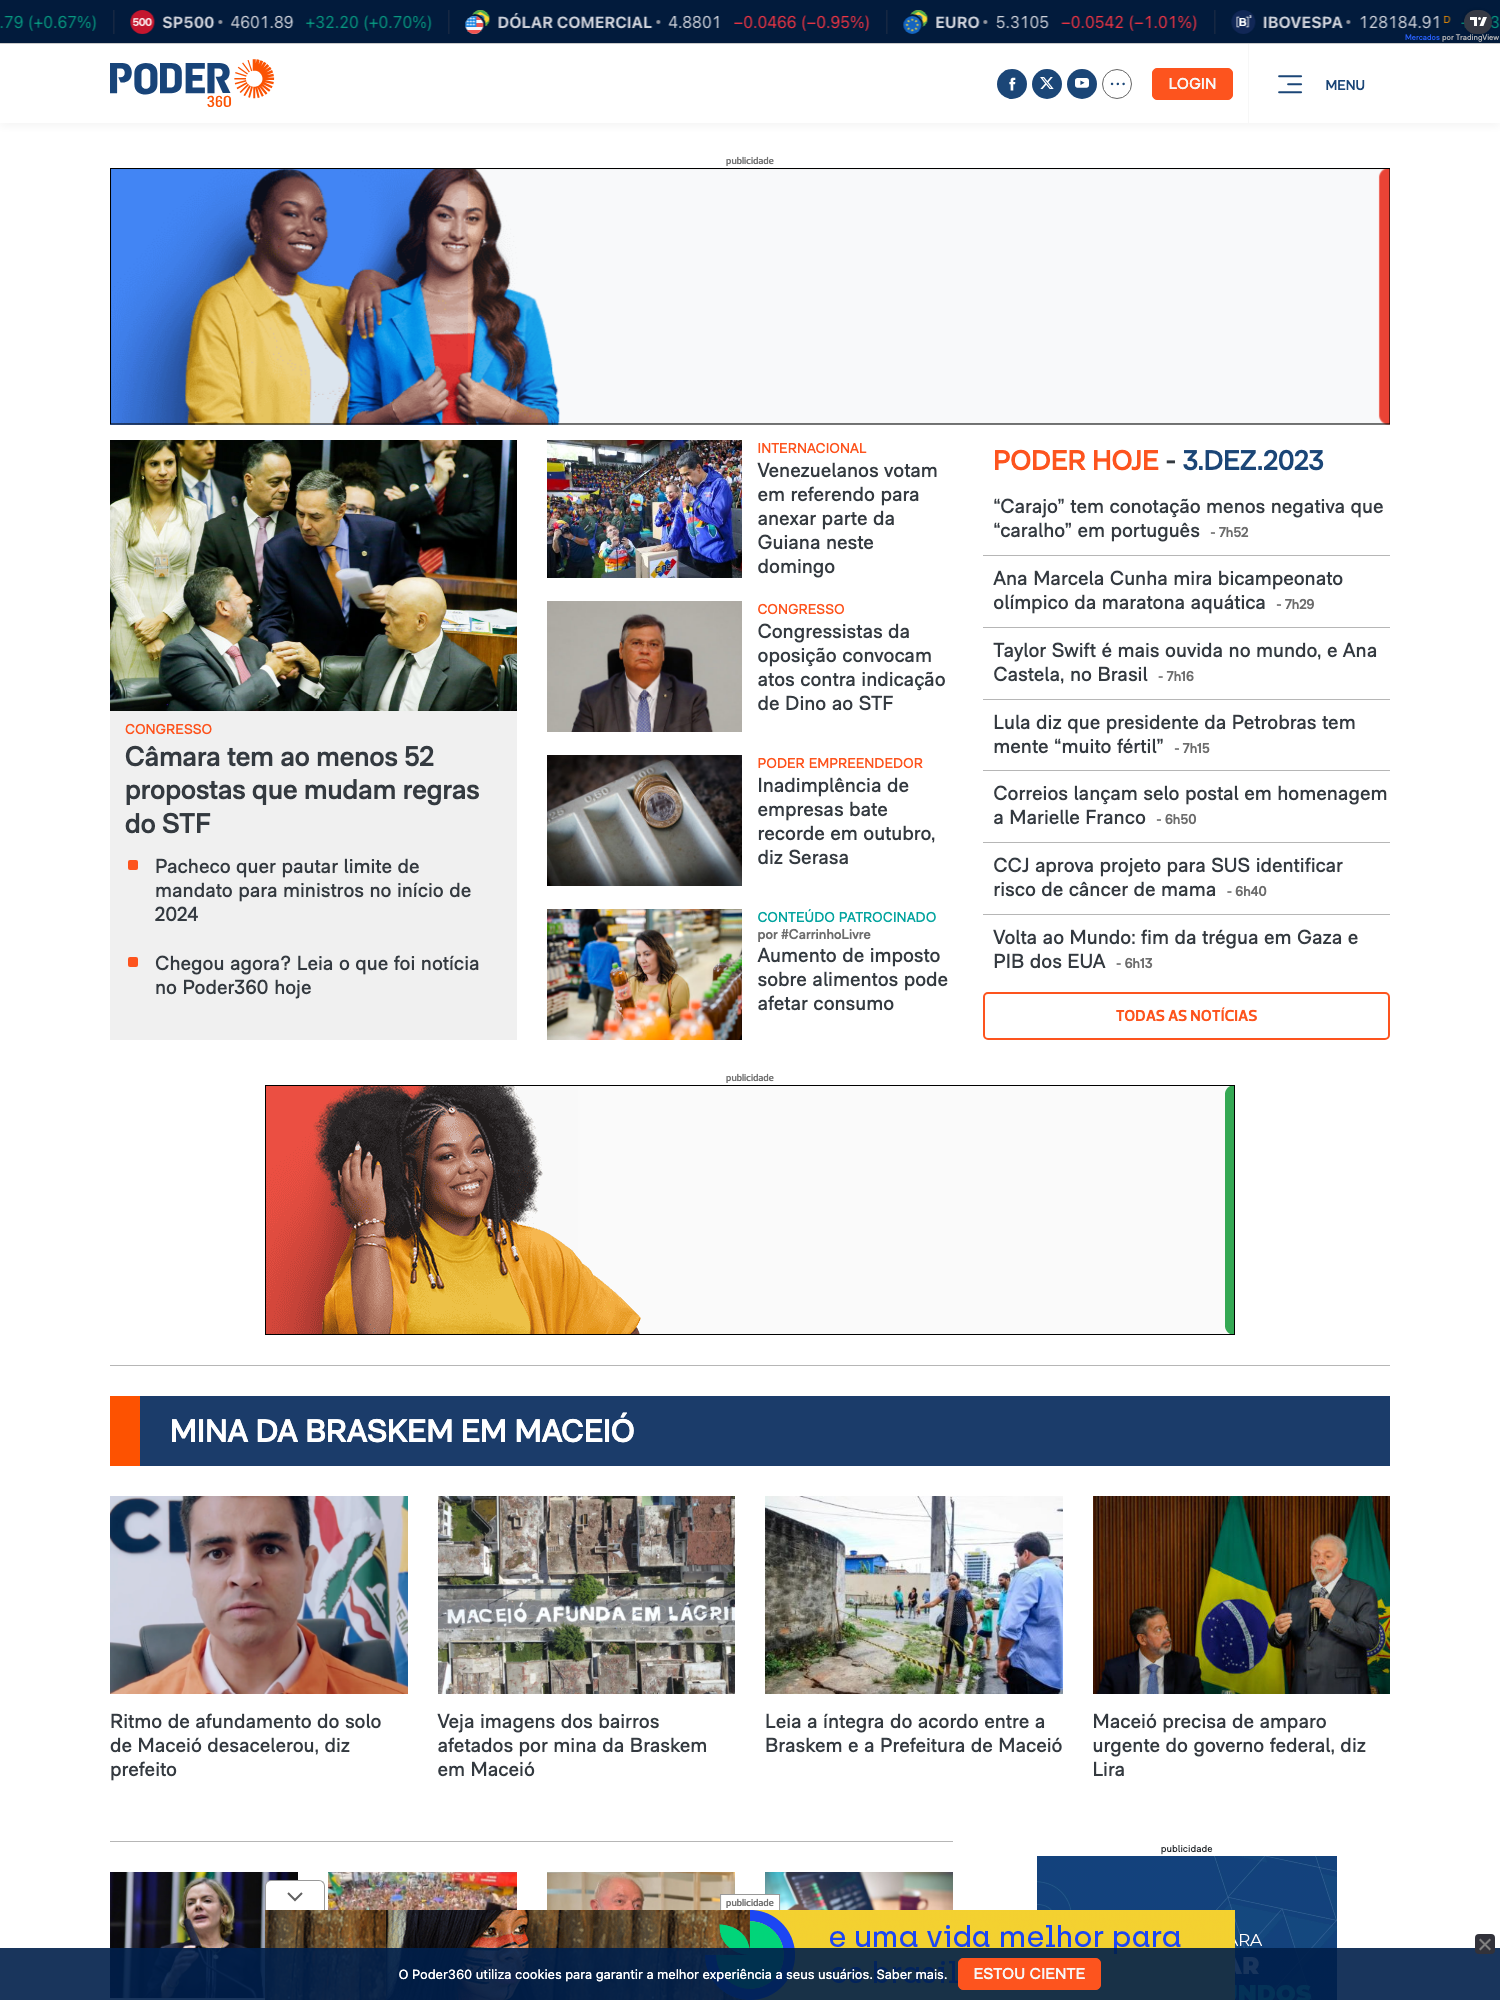 .79 (+0.67%)
500 SP500 • 4601.89 +32.20 (+0.70%)
DÓLAR COMERCIAL • 4.8801 −0.0466 (−0.95%)
EURO • 5.3105 −0.0542 (−1.01%)
[B]³ IBOVESPA • 128184.91 D
Mercados por TradingView
PODER
360
LOGIN
MENU
publicidade
CONGRESSO
Câmara tem ao menos 52
propostas que mudam regras
do STF
Pacheco quer pautar limite de
mandato para ministros no início de
2024
Chegou agora? Leia o que foi notícia
no Poder360 hoje
INTERNACIONAL
Venezuelanos votam
em referendo para
anexar parte da
Guiana neste
domingo
CONGRESSO
Congressistas da
oposição convocam
atos contra indicação
de Dino ao STF
PODER EMPREENDEDOR
Inadimplência de
empresas bate
recorde em outubro,
diz Serasa
CONTEÚDO PATROCINADO
por #CarrinhoLivre
Aumento de imposto
sobre alimentos pode
afetar consumo
PODER HOJE - 3.DEZ.2023
“Carajo” tem conotação menos negativa que
“caralho” em português - 7h52
Ana Marcela Cunha mira bicampeonato
olímpico da maratona aquática - 7h29
Taylor Swift é mais ouvida no mundo, e Ana
Castela, no Brasil - 7h16
Lula diz que presidente da Petrobras tem
mente “muito fértil” - 7h15
Correios lançam selo postal em homenagem
a Marielle Franco - 6h50
CCJ aprova projeto para SUS identificar
risco de câncer de mama - 6h40
Volta ao Mundo: fim da trégua em Gaza e
PIB dos EUA - 6h13
TODAS AS NOTÍCIAS
publicidade
MINA DA BRASKEM EM MACEIÓ
MACEIÓ AFUNDA EM LÁGRI
Ritmo de afundamento do solo
de Maceió desacelerou, diz
prefeito
Veja imagens dos bairros
afetados por mina da Braskem
em Maceió
Leia a íntegra do acordo entre a
Braskem e a Prefeitura de Maceió
Maceió precisa de amparo
urgente do governo federal, diz
Lira
publicidade
publicidade
e uma vida melhor para
ARA
AR
NDOS
O Poder360 utiliza cookies para garantir a melhor experiência a seus usuários. Saber mais.
ESTOU CIENTE